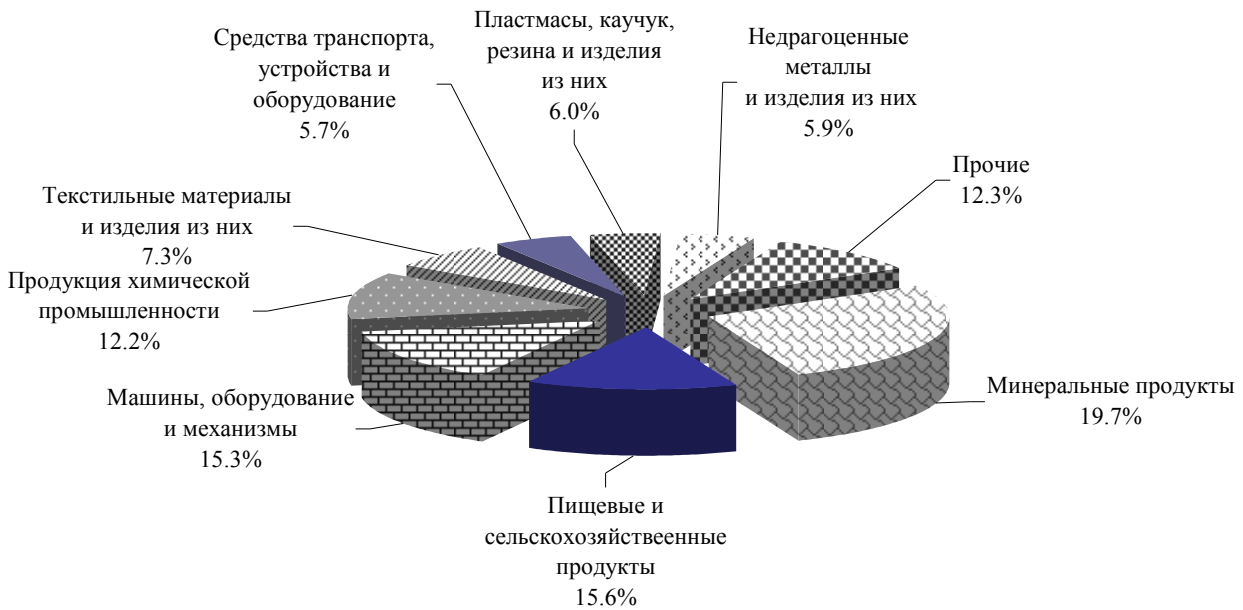 Средства транспорта,
устройства и
оборудование
5.7%
Пластмасы, каучук,
резина и изделия
из них
6.0%
Недрагоценные
металлы
и изделия из них
5.9%
Прочие
12.3%
Текстильные материалы
и изделия из них
7.3%
Продукция химической
промышленности
12.2%
Машины, оборудование
и механизмы
15.3%
Минеральные продукты
19.7%
Пищевые и
сельскохозяйствеенные
продукты
15.6%